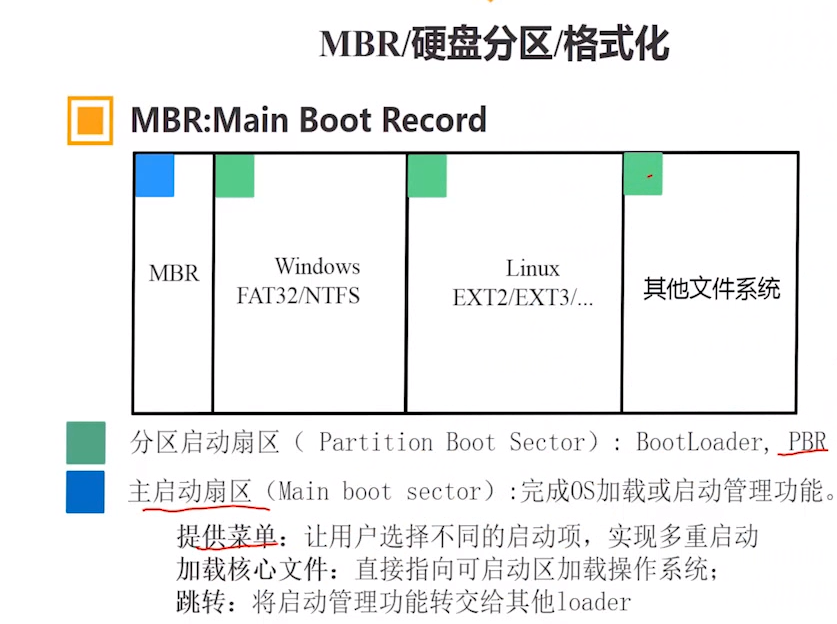 MBR/硬盘分区/格式化
MBR:Main Boot Record
MBR
Windows
FAT32/NTFS
Linux
EXT2/EXT3/...
其他文件系统
分区启动扇区（ Partition Boot Sector）: BootLoader, PBR
主启动扇区（Main boot sector）:完成OS加载或启动管理功能。
提供菜单：让用户选择不同的启动项，实现多重启动
加载核心文件：直接指向可启动区加载操作系统；
跳转：将启动管理功能转交给其他loader